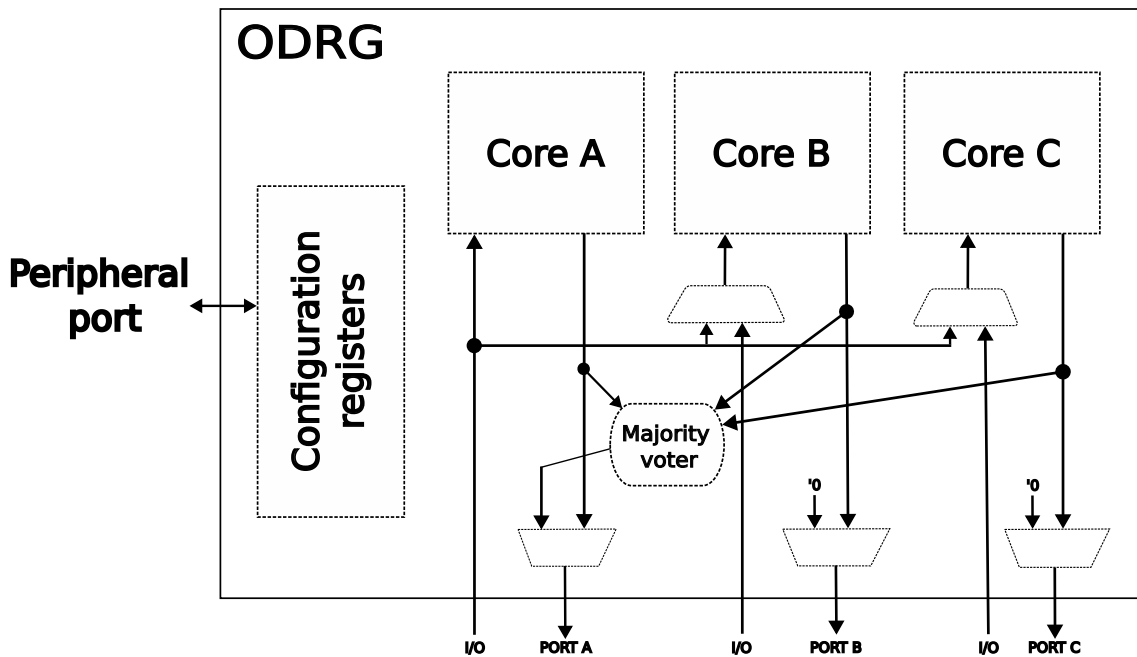 ODRG
Core A
Core B
Core C
Peripheral
port
Configuration
registers
Majority
voter
'0
'0
I/O
PORT A
I/O
PORT B
I/O
PORT C